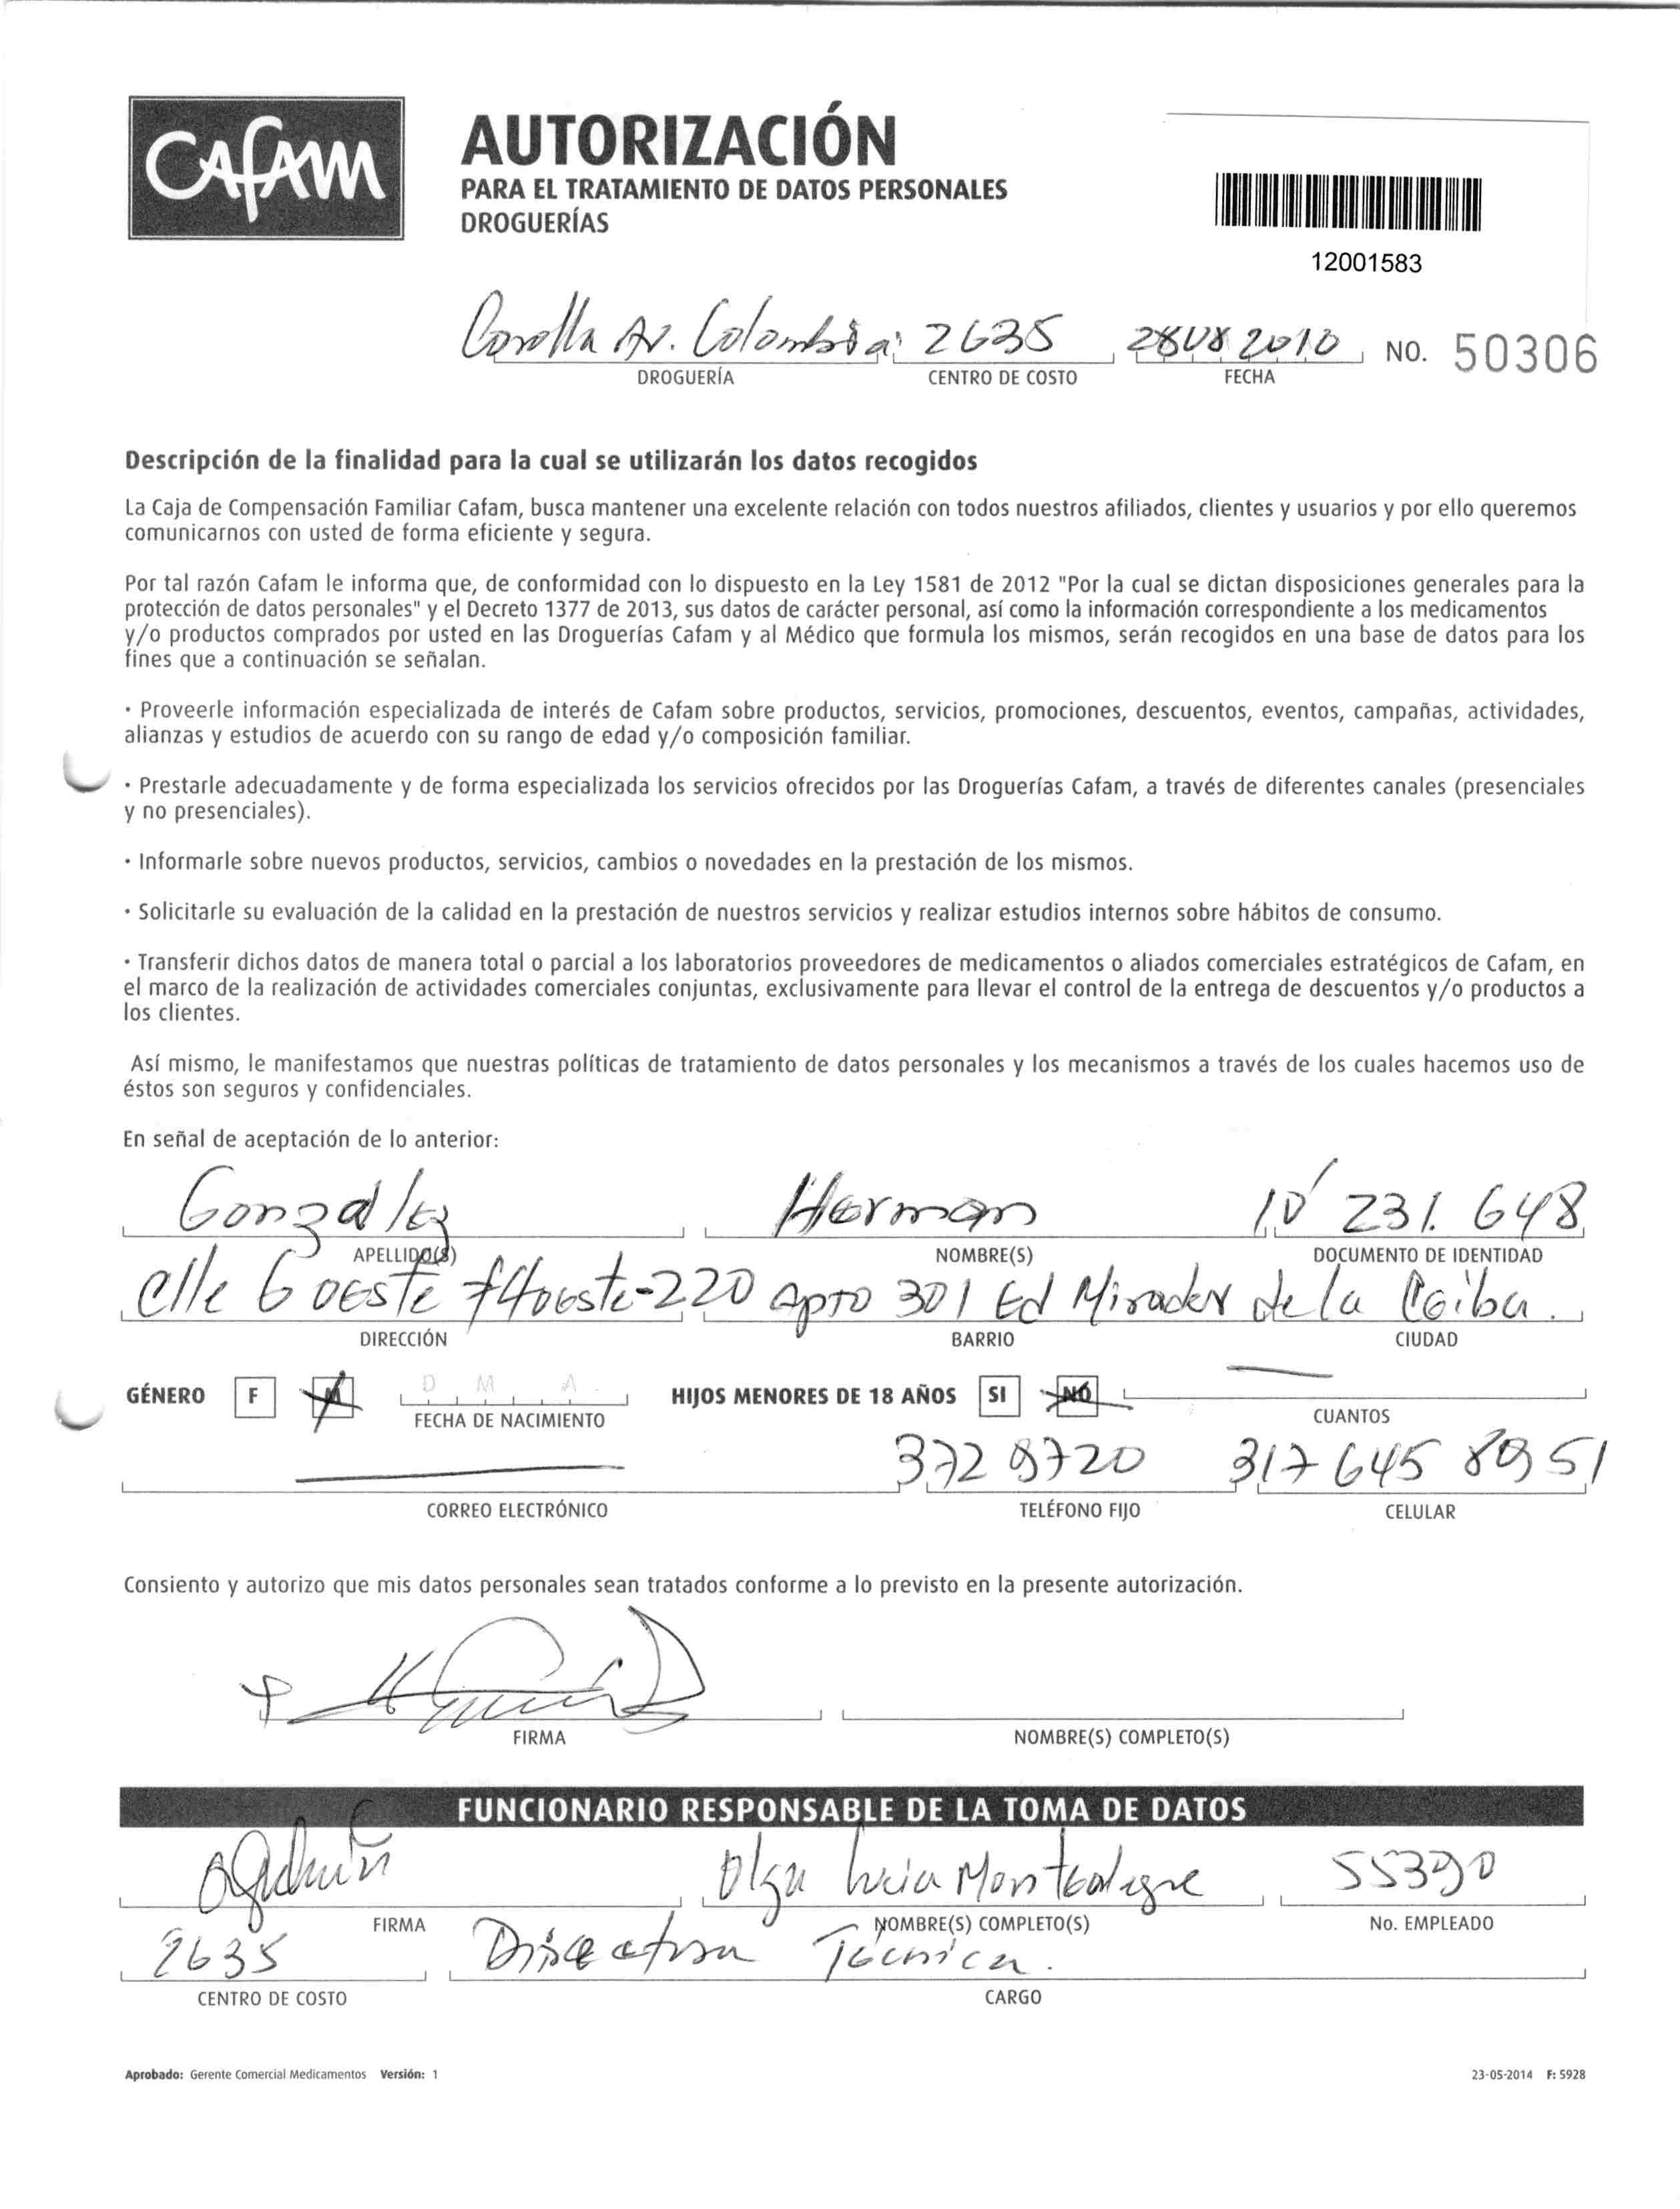 CAFAM
AUTORIZACIÓN
PARA EL TRATAMIENTO DE DATOS PERSONALES
DROGUERÍAS
12001583
Av. Colombia 2635 2010 NO. 50306
DROGUERÍA CENTRO DE COSTO FECHA
Descripción de la finalidad para la cual se utilizarán los datos recogidos
La Caja de Compensación Familiar Cafam, busca mantener una excelente relación con todos nuestros afiliados, clientes y usuarios y por ello queremos
comunicarnos con usted de forma eficiente y segura.
Por tal razón Cafam le informa que, de conformidad con lo dispuesto en la Ley 1581 de 2012 "Por la cual se dictan disposiciones generales para la
protección de datos personales" y el Decreto 1377 de 2013, sus datos de carácter personal, así como la información correspondiente a los medicamentos
y/o productos comprados por usted en las Droguerías Cafam y al Médico que formula los mismos, serán recogidos en una base de datos para los
fines que a continuación se señalan.
· Proveerle información especializada de interés de Cafam sobre productos, servicios, promociones, descuentos, eventos, campañas, actividades,
alianzas y estudios de acuerdo con su rango de edad y/o composición familiar.
· Prestarle adecuadamente y de forma especializada los servicios ofrecidos por las Droguerías Cafam, a través de diferentes canales (presenciales
y no presenciales).
· Informarle sobre nuevos productos, servicios, cambios o novedades en la prestación de los mismos.
· Solicitarle su evaluación de la calidad en la prestación de nuestros servicios y realizar estudios internos sobre hábitos de consumo.
· Transferir dichos datos de manera total o parcial a los laboratorios proveedores de medicamentos o aliados comerciales estratégicos de Cafam, en
el marco de la realización de actividades comerciales conjuntas, exclusivamente para llevar el control de la entrega de descuentos y/o productos a
los clientes.
Así mismo, le manifestamos que nuestras políticas de tratamiento de datos personales y los mecanismos a través de los cuales hacemos uso de
éstos son seguros y confidenciales.
En señal de aceptación de lo anterior:
Gonzalez Herman 10'231.648
APELLIDO(S) NOMBRE(S) DOCUMENTO DE IDENTIDAD
clle 6 oeste -220 apto 301 Ed Mirador de la Ceiba.
DIRECCIÓN BARRIO CIUDAD
GÉNERO F M D M A HIJOS MENORES DE 18 AÑOS SI NO
FECHA DE NACIMIENTO CUANTOS
372 9720 317 645 8951
CORREO ELECTRÓNICO TELÉFONO FIJO CELULAR
Consiento y autorizo que mis datos personales sean tratados conforme a lo previsto en la presente autorización.
FIRMA NOMBRE(S) COMPLETO(S)
FUNCIONARIO RESPONSABLE DE LA TOMA DE DATOS
Olga Lucia Montealegre 55390
FIRMA NOMBRE(S) COMPLETO(S) No. EMPLEADO
2635 Directora Técnica.
CENTRO DE COSTO CARGO
Aprobado: Gerente Comercial Medicamentos Versión: 1 23-05-2014 F: 5928